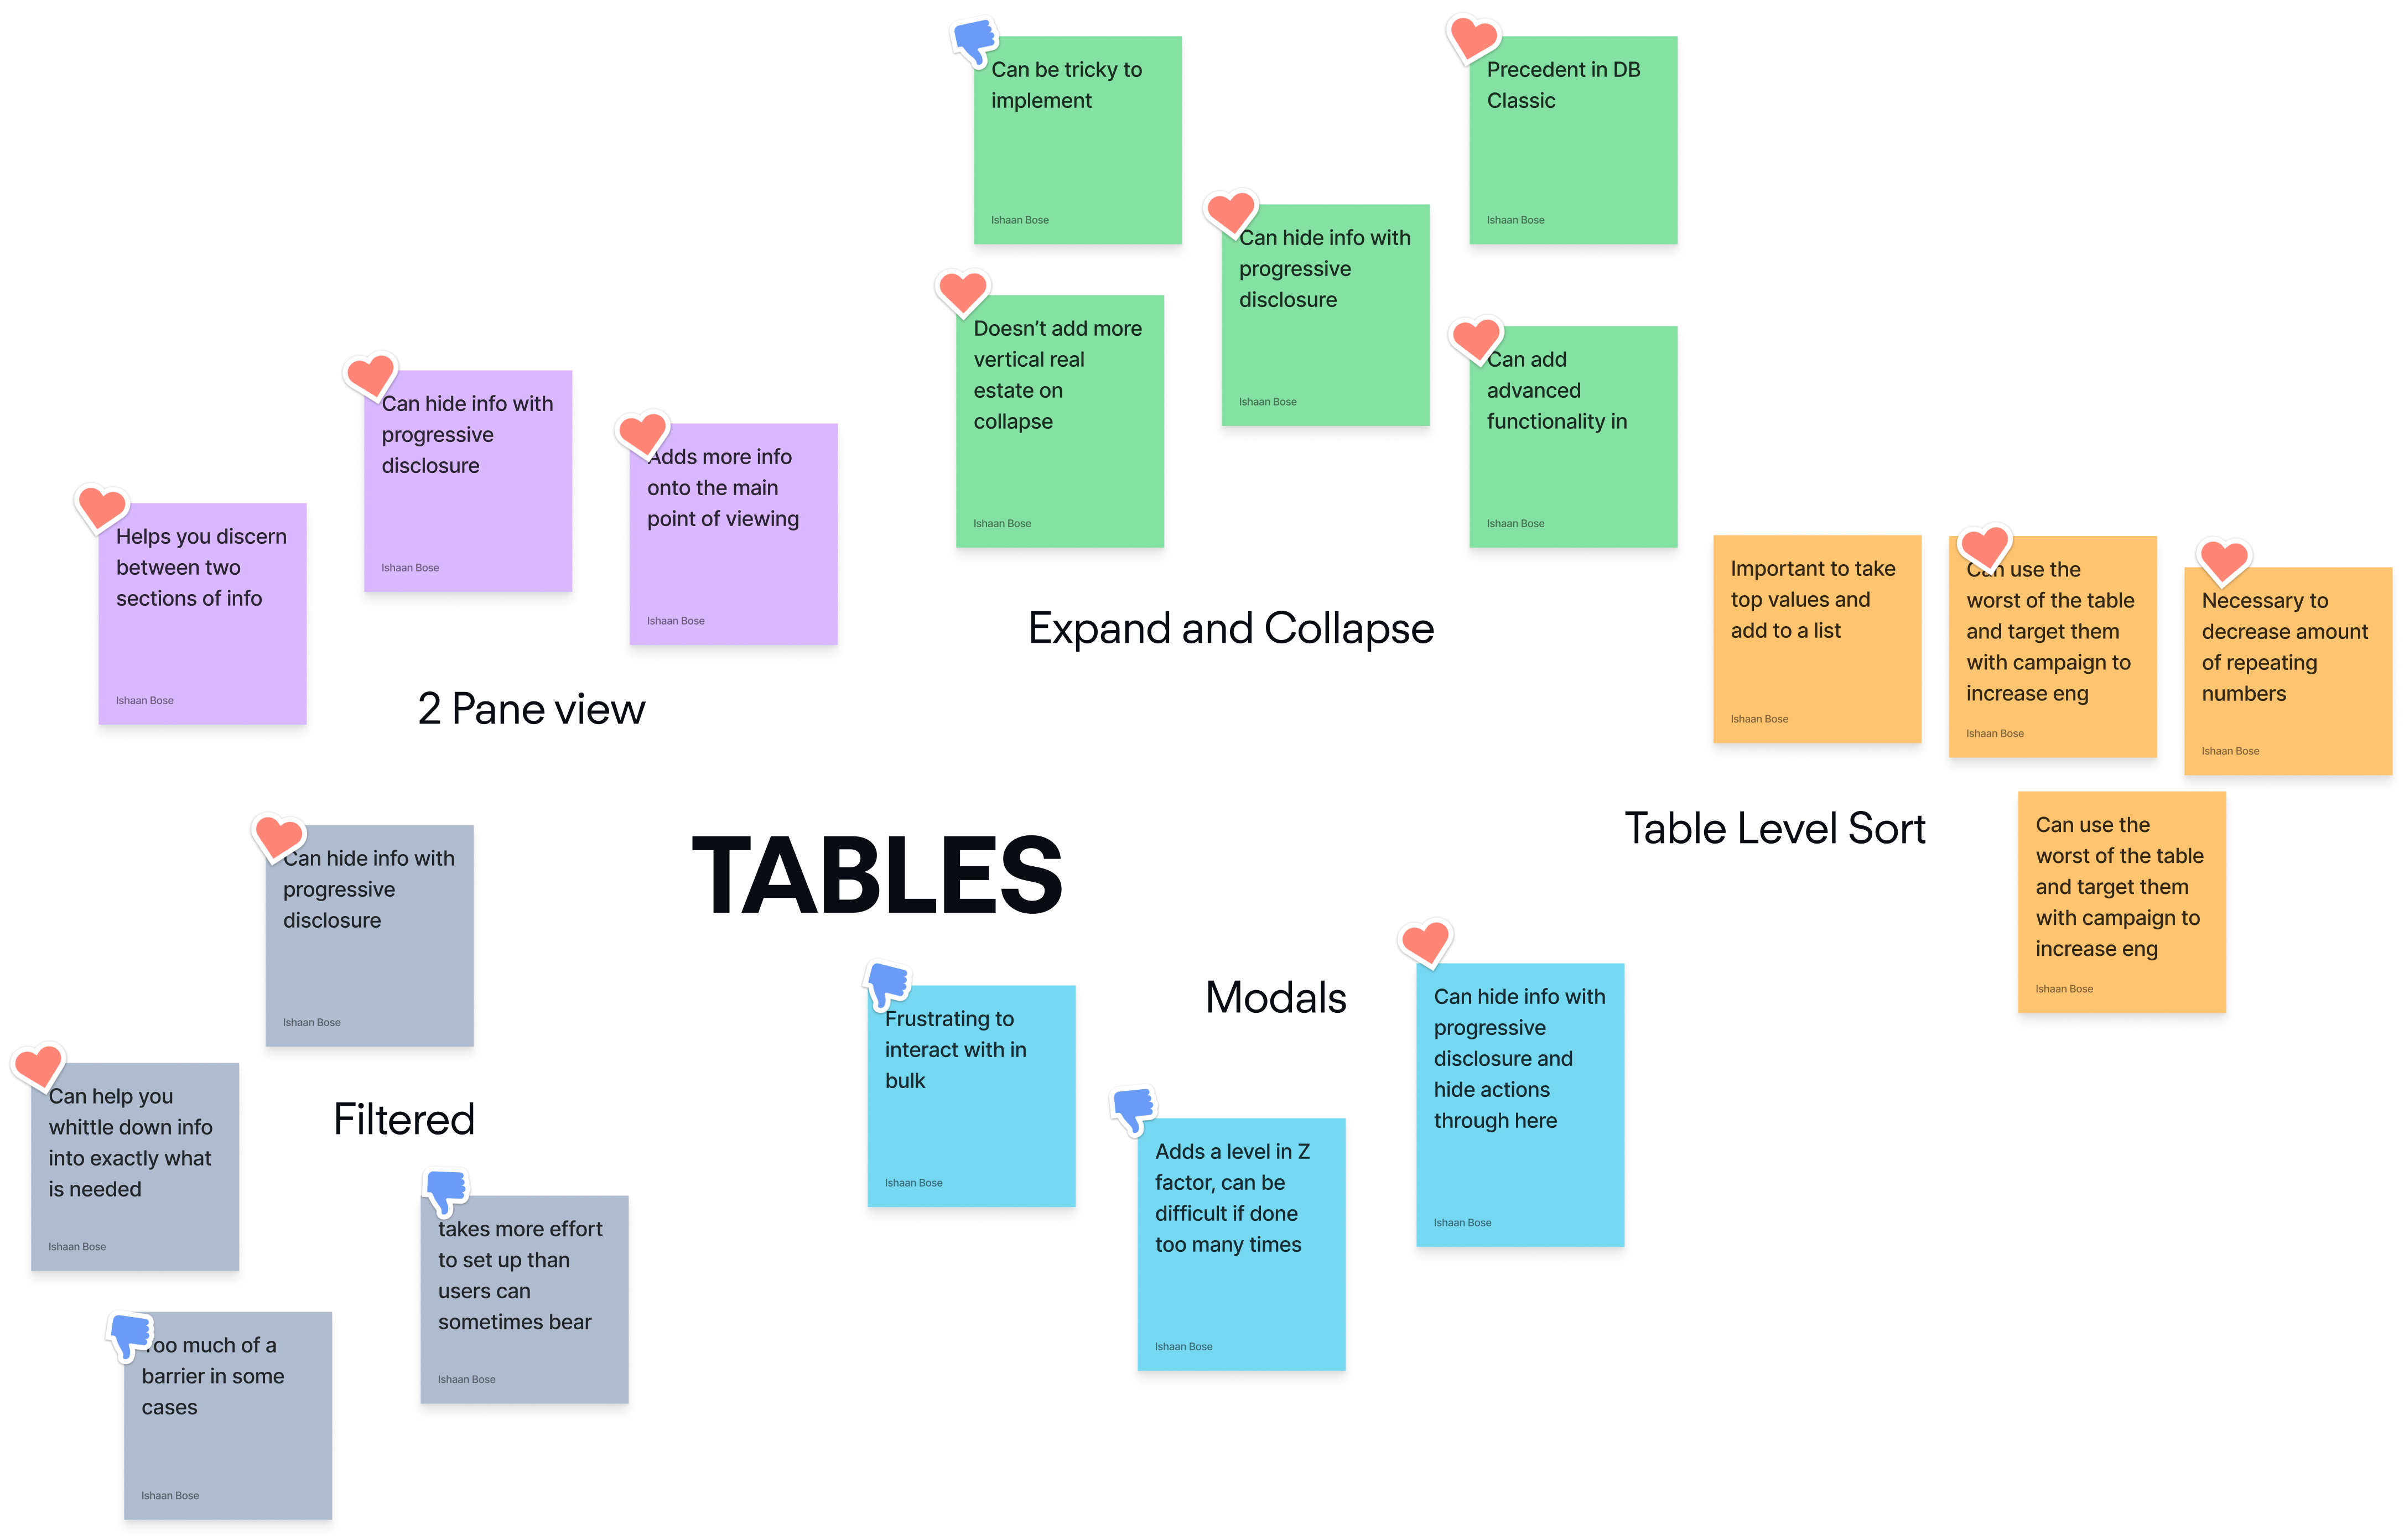 Can be tricky to
implement
Ishaan Bose
Precedent in DB
Classic
Ishaan Bose
Can hide info with
progressive
disclosure
Ishaan Bose
Doesn’t add more
vertical real
estate on
collapse
Ishaan Bose
Can add
advanced
functionality in
Ishaan Bose
Expand and Collapse
Can hide info with
progressive
disclosure
Ishaan Bose
Adds more info
onto the main
point of viewing
Ishaan Bose
Helps you discern
between two
sections of info
Ishaan Bose
2 Pane view
Important to take
top values and
add to a list
Ishaan Bose
Can use the
worst of the table
and target them
with campaign to
increase eng
Ishaan Bose
Necessary to
decrease amount
of repeating
numbers
Ishaan Bose
Table Level Sort
Can use the
worst of the table
and target them
with campaign to
increase eng
Ishaan Bose
TABLES
Can hide info with
progressive
disclosure
Ishaan Bose
Can help you
whittle down info
into exactly what
is needed
Ishaan Bose
Filtered
takes more effort
to set up than
users can
sometimes bear
Ishaan Bose
Too much of a
barrier in some
cases
Ishaan Bose
Modals
Frustrating to
interact with in
bulk
Ishaan Bose
Adds a level in Z
factor, can be
difficult if done
too many times
Ishaan Bose
Can hide info with
progressive
disclosure and
hide actions
through here
Ishaan Bose